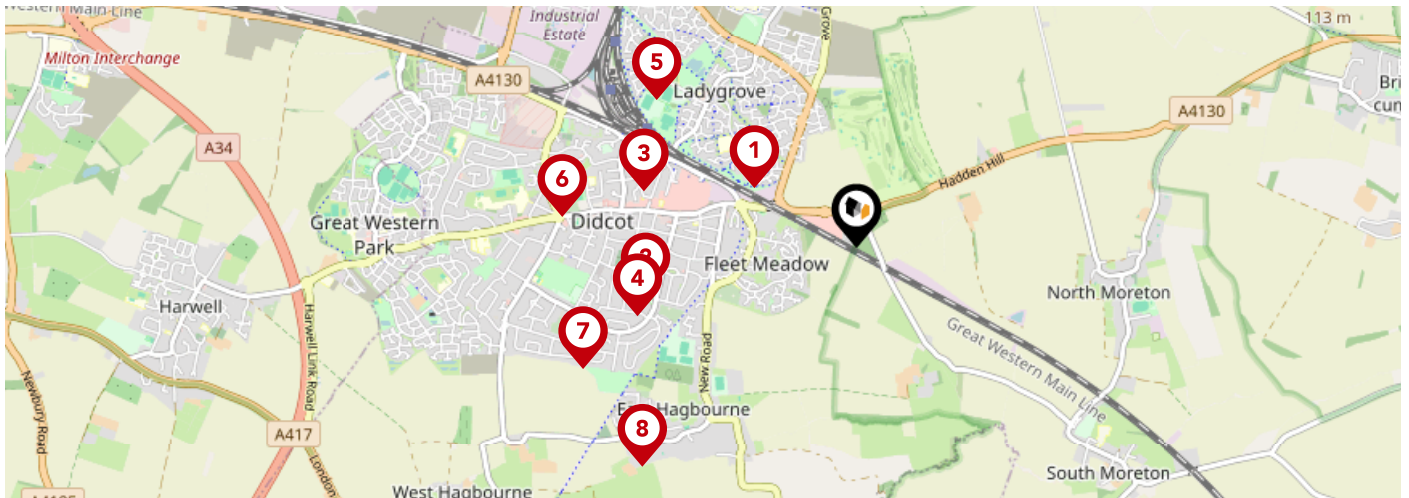 Western Main Line
Industrial
Estate
Grove
113 m
Milton Interchange
A4130
5
Ladygrove
Bri
cun
A4130
A34
3
1
Hadden Hill
6
Great Western
Park
Didcot
2
4
Fleet Meadow
Harwell
North Moreton
7
Harwell Link Road
New Road
Great Western Main Line
Newbury Road
East Hagbourne
8
A417
London
South Moreton
West Hagbourne